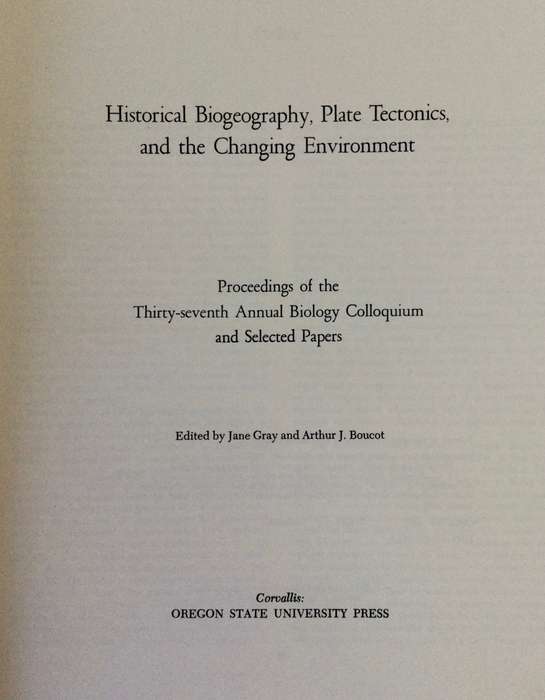 Historical Biogeography, Plate Tectonics,
and the Changing Environment
Proceedings of the
Thirty-seventh Annual Biology Colloquium
and Selected Papers
Edited by Jane Gray and Arthur J. Boucot
Corvallis:
OREGON STATE UNIVERSITY PRESS